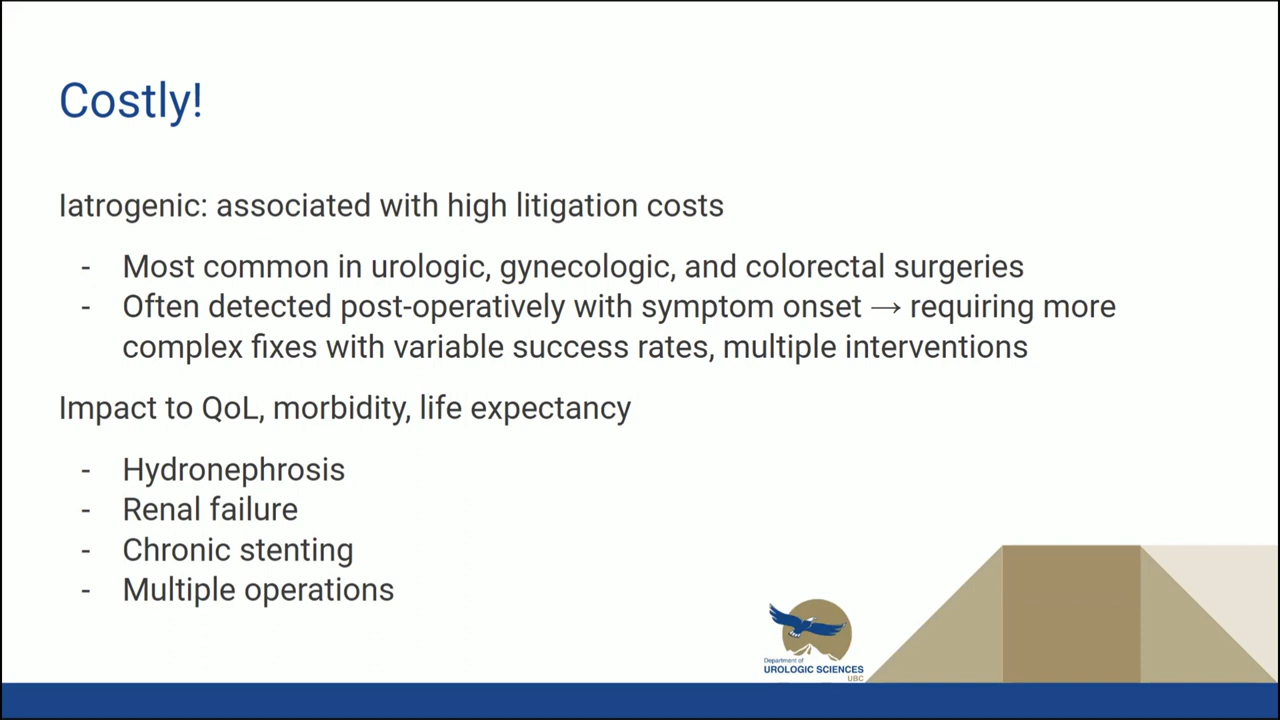 Costly!
Iatrogenic: associated with high litigation costs
- Most common in urologic, gynecologic, and colorectal surgeries
- Often detected post-operatively with symptom onset → requiring more
complex fixes with variable success rates, multiple interventions
Impact to QoL, morbidity, life expectancy
- Hydronephrosis
- Renal failure
- Chronic stenting
- Multiple operations
Department of
UROLOGIC SCIENCES
UBC